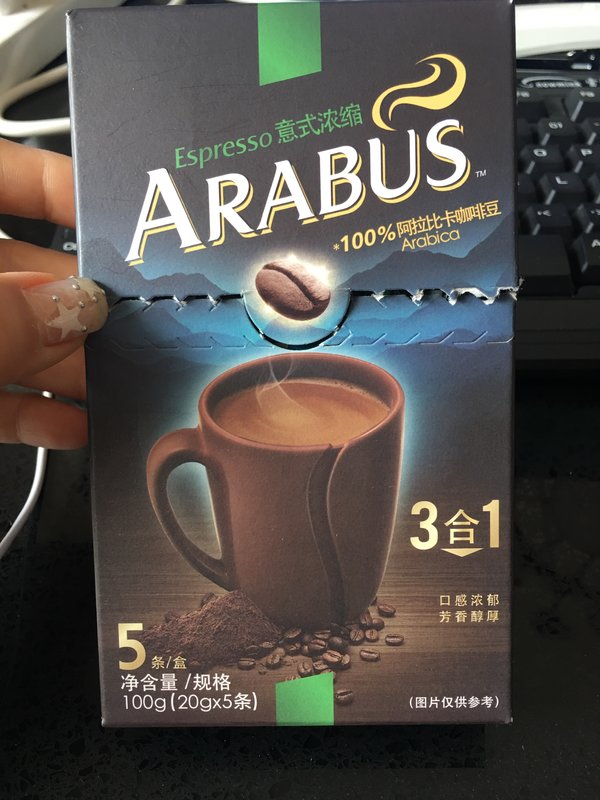 Espresso 意式浓缩
ARABUS™
*100%阿拉比卡咖啡豆
Arabica
3合1
口感浓郁
芳香醇厚
5条/盒
净含量/规格
100g(20gx5条)
(图片仅供参考)